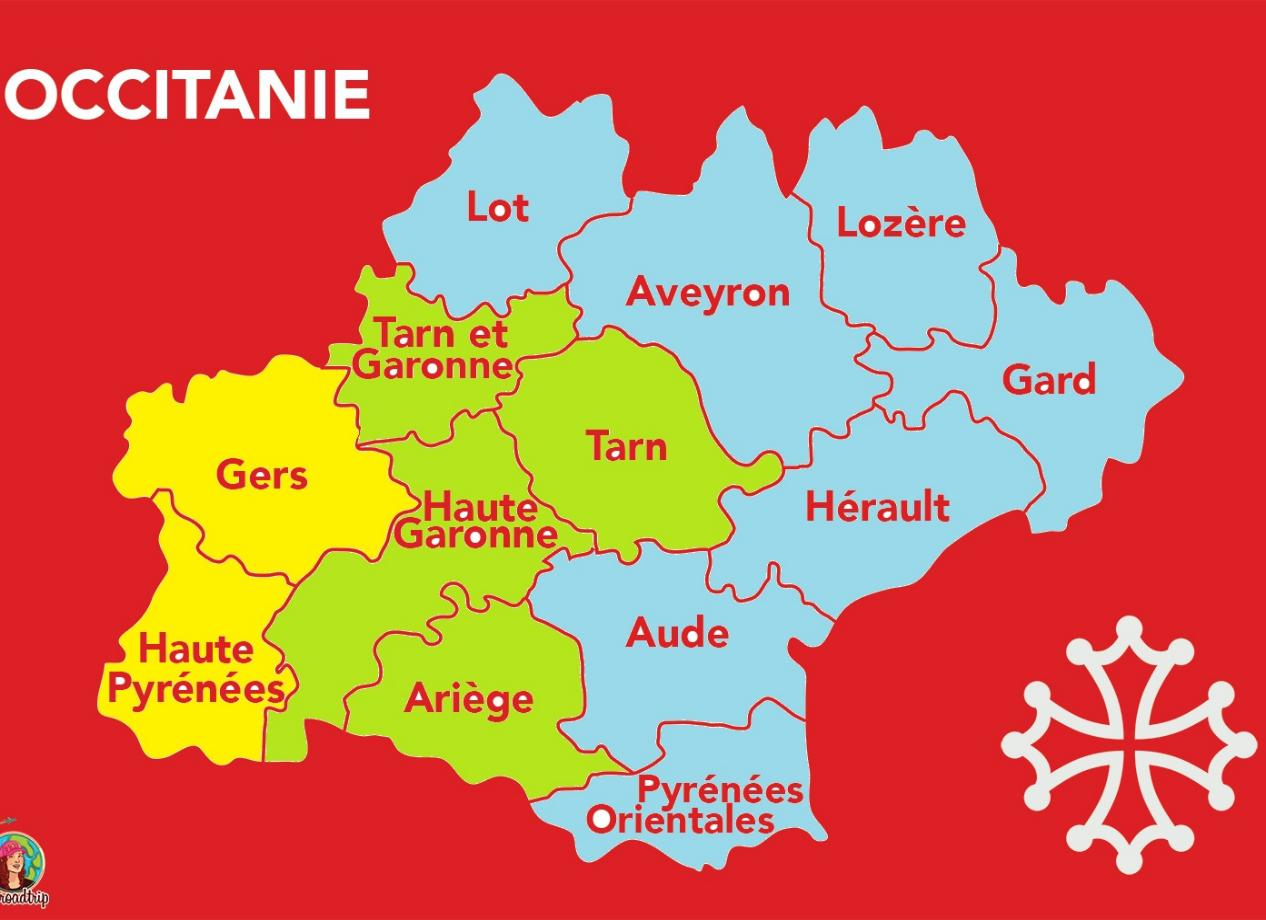 OCCITANIE
Lot
Lozère
Aveyron
Tarn et
Garonne
Gard
Tarn
Gers
Haute
Garonne
Hérault
Aude
Haute
Pyrénées
Ariège
Pyrénées
Orientales
roadtrip